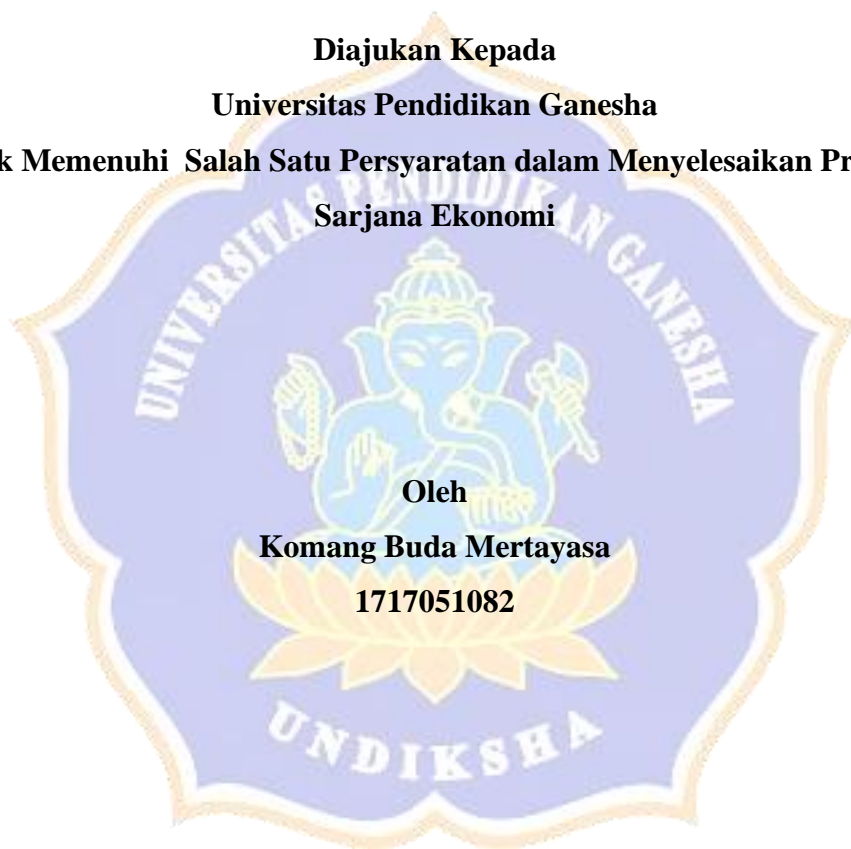 Diajukan Kepada
Universitas Pendidikan Ganesha
Memenuhi Salah Satu Persyaratan dalam Menyelesaikan
Sarjana Ekonomi
UNIVERSITAS PENDIDIKAN GANESHA
Oleh
Komang Buda Mertayasa
1717051082
UNDIKSHA